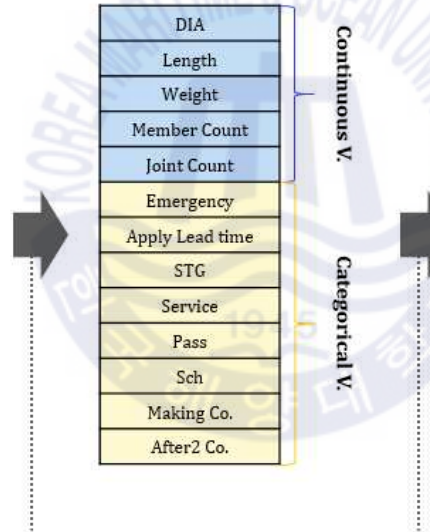 DIA
Length
Weight
Member Count
Joint Count
Continuous V.
Emergency
Apply Lead time
STG
Service
Pass
Sch
Making Co.
After2 Co.
Categorical V.
1945